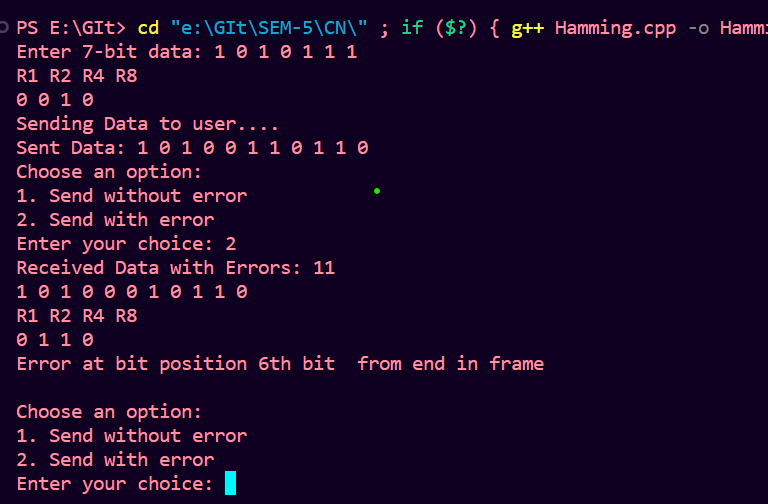 PS E:\GIt> cd "e:\GIt\SEM-5\CN\" ; if ($?) { g++ Hamming.cpp -o Hammi
Enter 7-bit data: 1 0 1 0 1 1 1
R1 R2 R4 R8
0 0 1 0
Sending Data to user....
Sent Data: 1 0 1 0 0 1 1 0 1 1 0
Choose an option:
1. Send without error
2. Send with error
Enter your choice: 2
Received Data with Errors: 11
1 0 1 0 0 0 1 0 1 1 0
R1 R2 R4 R8
0 1 1 0
Error at bit position 6th bit  from end in frame
Choose an option:
1. Send without error
2. Send with error
Enter your choice: